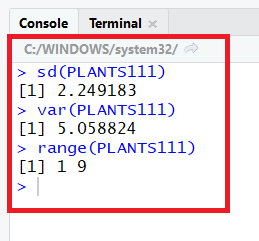 Console Terminal ×
C:/WINDOWS/system32/
> sd(PLANTS111)
[1] 2.249183
> var(PLANTS111)
[1] 5.058824
> range(PLANTS111)
[1] 1 9
>